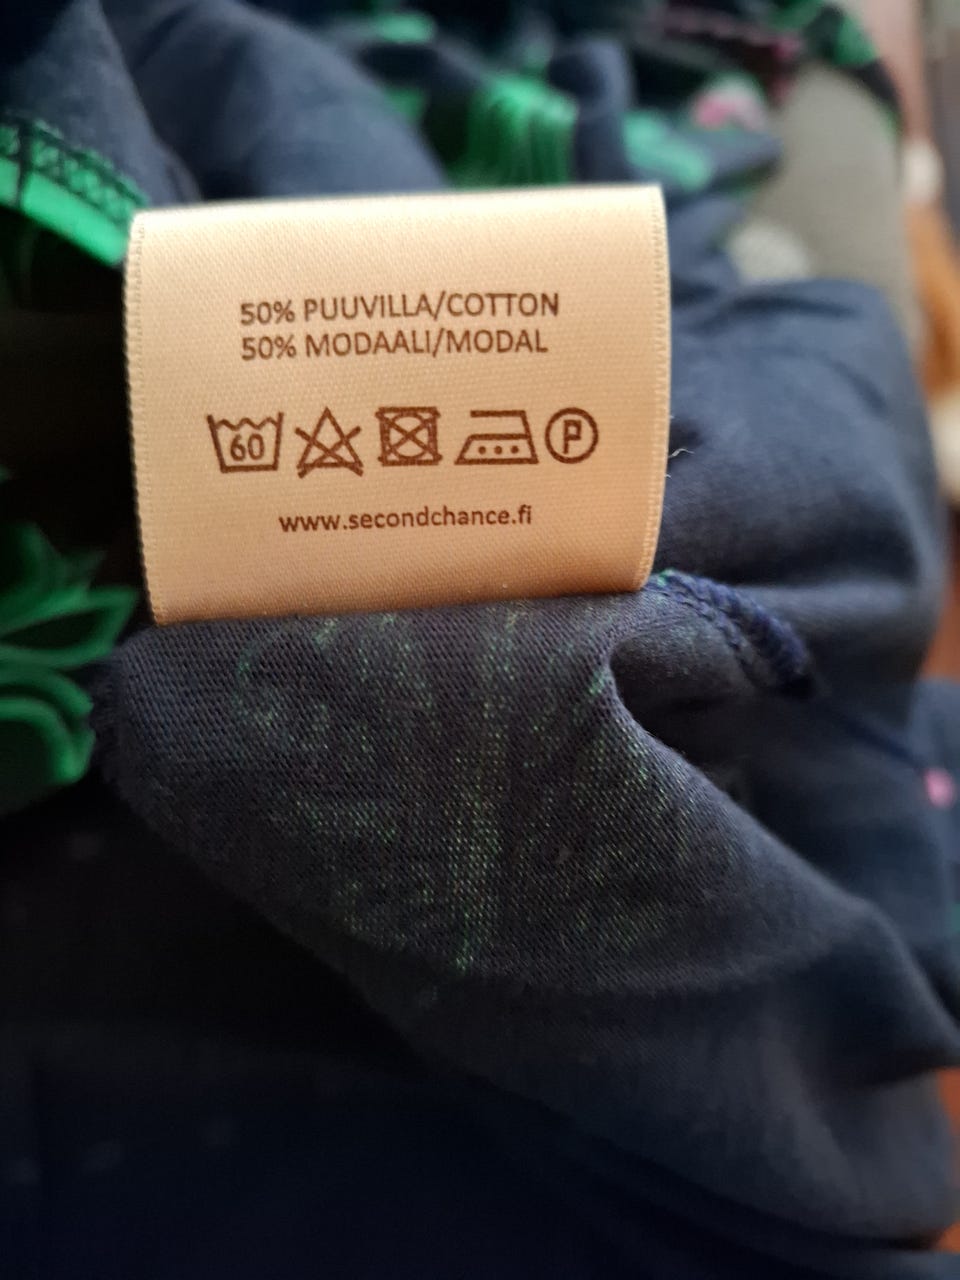 50% PUUVILLA/COTTON
50% MODAALI/MODAL
60 P
www.secondchance.fi